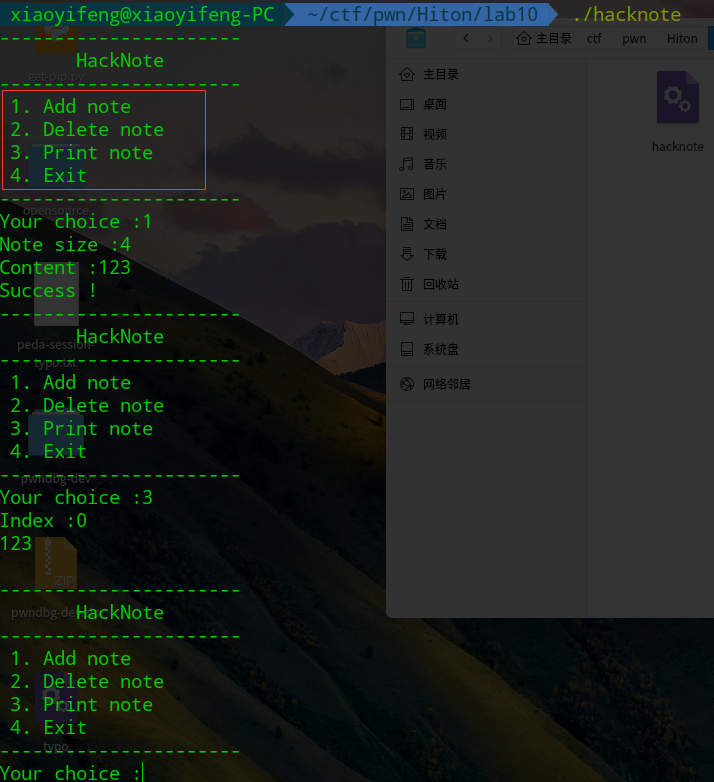 xiaoyifeng@xiaoyifeng-PC ~/ctf/pwn/Hiton/lab10 ./hacknote
----------------------
HackNote
----------------------
1. Add note
2. Delete note
3. Print note
4. Exit
----------------------
Your choice :1
Note size :4
Content :123
Success !
----------------------
HackNote
----------------------
1. Add note
2. Delete note
3. Print note
4. Exit
----------------------
Your choice :3
Index :0
123
----------------------
HackNote
----------------------
1. Add note
2. Delete note
3. Print note
4. Exit
----------------------
Your choice :
get-pip.py
opensource
peda-session-
typo.txt
pwndbg-dev
ZIP
typo
主目录 ctf pwn Hiton
主目录
桌面
视频
音乐
图片
文档
下载
回收站
计算机
系统盘
网络邻居
hacknote